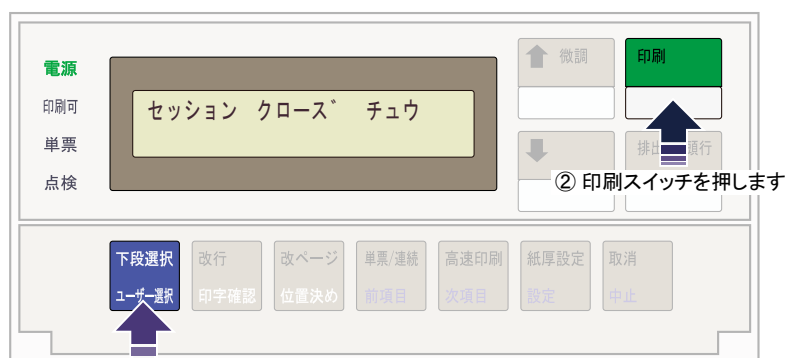 電源
印刷可
単票
点検
セッション クローズ゛ チュウ
微調
印刷
排出 頭行
② 印刷スイッチを押します
下段選択
ユーザー選択
改行
印字確認
改ページ
位置決め
単票/連続
前項目
高速印刷
次項目
紙厚設定
設定
取消
中止